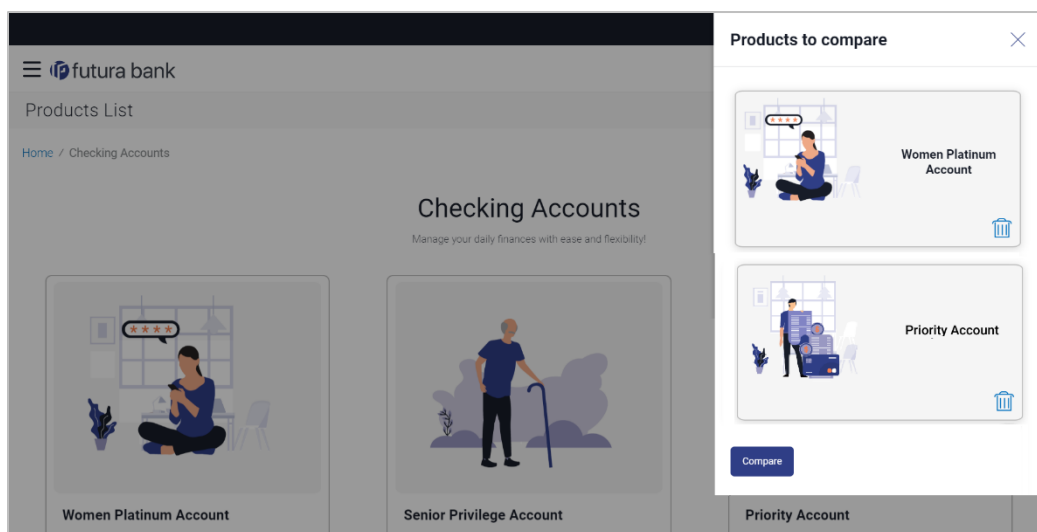 Products to compare
futura bank
Products List
Home / Checking Accounts
Checking Accounts
Manage your daily finances with ease and flexibility!
Women Platinum
Account
Priority Account
Compare
Women Platinum Account
Senior Privilege Account
Priority Account